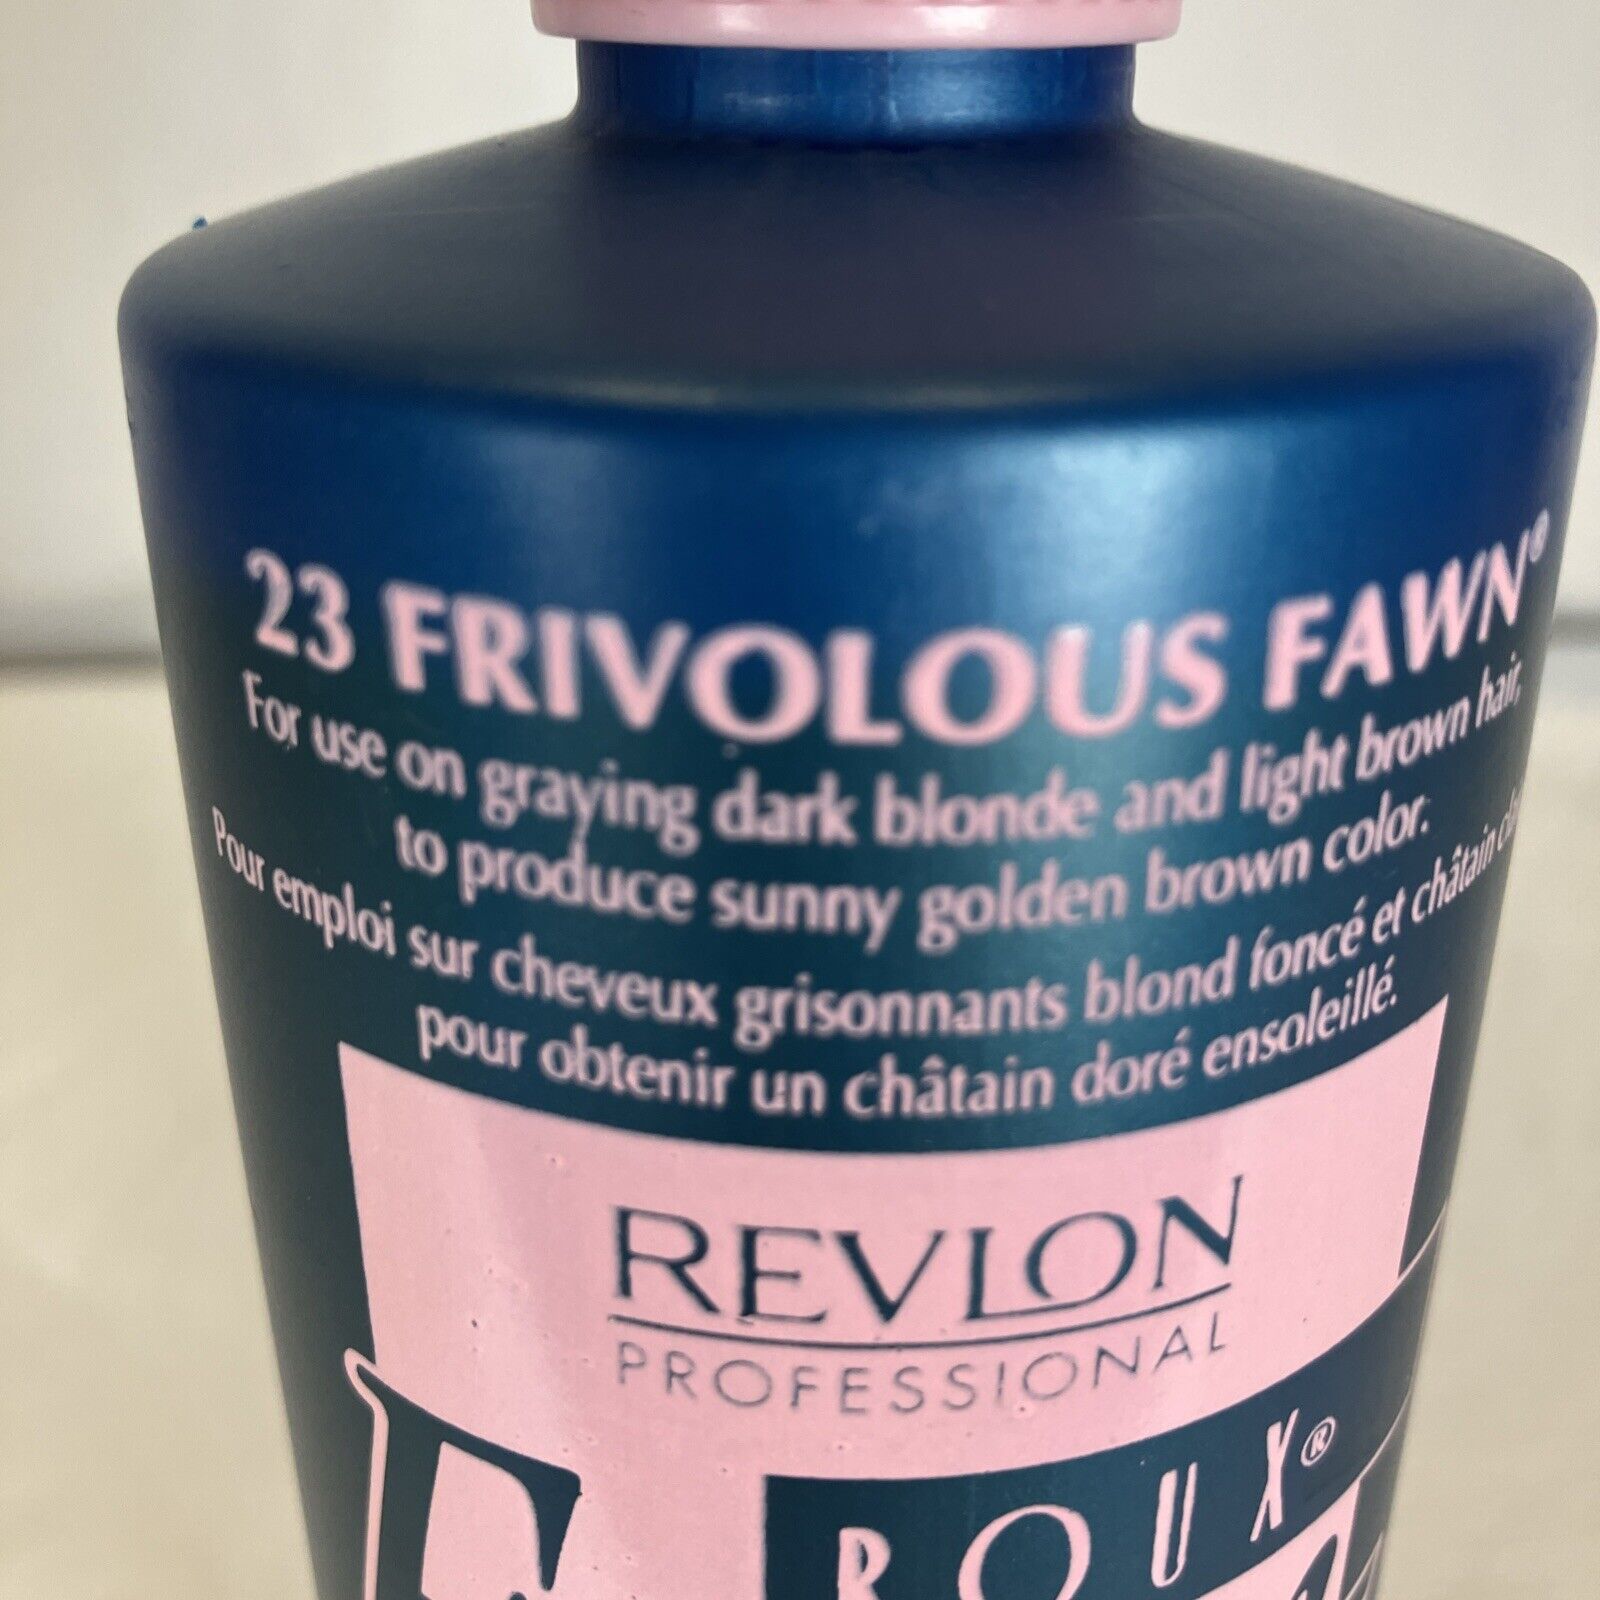 23 FRIVOLOUS FAWN®
For use on graying dark blonde and light brown hair,
to produce sunny golden brown color.
Pour emploi sur cheveux grisonnants blond foncé et châtain
pour obtenir un châtain doré ensoleillé.
REVLON
PROFESSIONAL
ROUX®